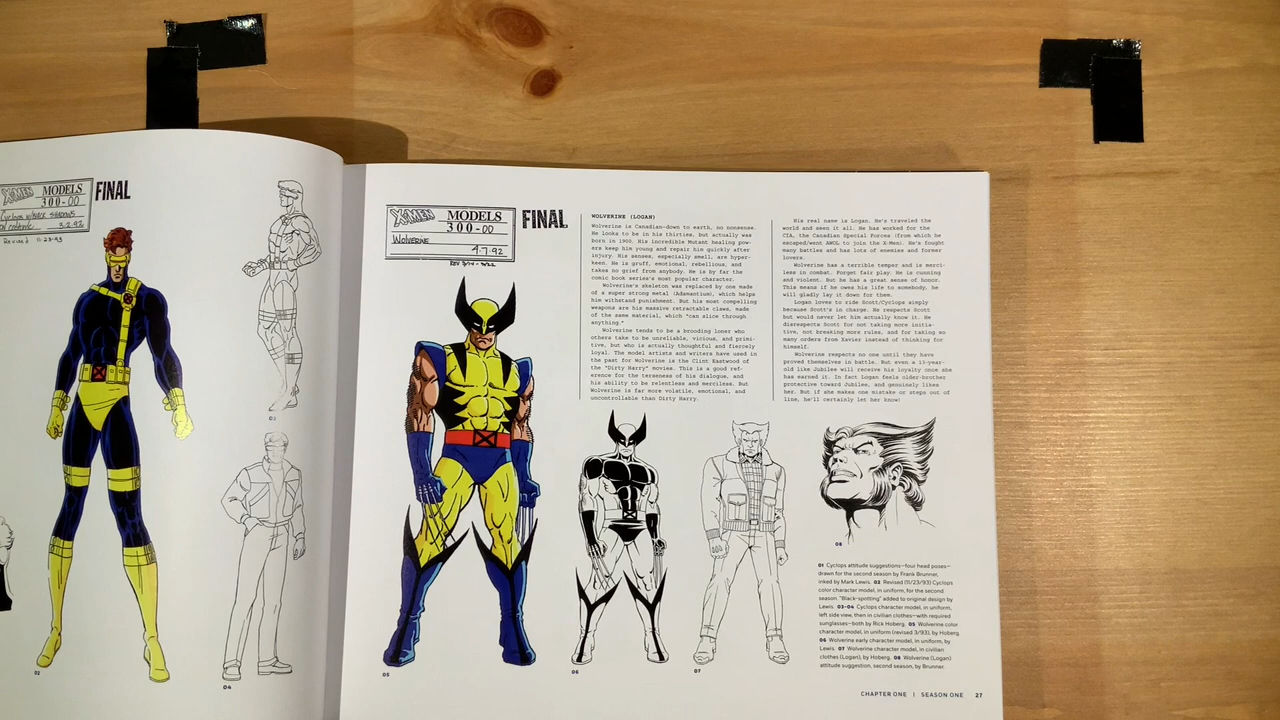 X-MEN MODELS
300-00
Cyclops w/BLACK SHADOWS
3-2-92
Revised 11-23-93
FINAL
02
03
04
X-MEN MODELS
300-00
WOLVERINE
4-7-92
FINAL
05
WOLVERINE (LOGAN)
Wolverine is Canadian—down to earth, no nonsense.
He looks to be in his thirties, but actually was
born in 1902. His incredible Mutant healing pow-
ers keep him young and repair him quickly after
injury. His senses, especially smell, are hyper-
keen. He is gruff, emotional, rebellious, and
takes no grief from anybody. He is by far the
comic book series's most popular character.
Wolverine's skeleton was replaced by one made
of a super strong metal (Adamantium), which helps
him withstand punishment. But his most compelling
weapons are his massive retractable claws, made
of the same material, which "can slice through
anything."
Wolverine tends to be a brooding loner who
others take to be unreliable, vicious, and primi-
tive, but who is actually thoughtful and fiercely
loyal. The model artists and writers have used in
the past for Wolverine is the Clint Eastwood of
the "Dirty Harry" movies. This is a good ref-
erence for the terseness of his dialogue, and
his ability to be relentless and merciless. But
Wolverine is far more volatile, emotional, and
uncontrollable than Dirty Harry.
His real name is Logan. He's traveled the
world and seen it all. He has worked for the
CIA, the Canadian Special Forces (from which he
escaped/went AWOL to join the X-Men). He's fought
many battles and has lots of enemies and former
lovers.
Wolverine has a terrible temper and is merci-
less in combat. Forget fair play. He is cunning
and violent. But he has a great sense of honor.
This means if he owes his life to somebody, he
will gladly lay it down for them.
Logan loves to ride Scott/Cyclops simply
because Scott's in charge. He respects Scott
but would never let him actually know it. He
disrespects Scott for not taking more initia-
tive, not breaking more rules, and for taking so
many orders from Xavier instead of thinking for
himself.
Wolverine respects no one until they have
proved themselves in battle. But even a 13-year-
old like Jubilee will receive his loyalty once she
has earned it. In fact Logan feels older-brother
protective toward Jubilee, and genuinely likes
her. But if she makes one mistake or steps out of
line, he'll certainly let her know!
06
07
08
01 Cyclops attitude suggestions—four head poses—
drawn for the second season by Frank Brunner,
inked by Mark Lewis. 02 Revised (11/23/93) Cyclops
color character model, in uniform, for the second
season. "Black-spotting" added to original design by
Lewis. 03-04 Cyclops character model, in uniform,
left side view, then in civilian clothes—with required
sunglasses—both by Rick Hoberg. 05 Wolverine color
character model, in uniform (revised 3/93), by Hoberg.
06 Wolverine early character model, in uniform, by
Lewis. 07 Wolverine character model, in civilian
clothes (Logan), by Hoberg. 08 Wolverine (Logan)
attitude suggestion, second season, by Brunner.
CHAPTER ONE | SEASON ONE 27